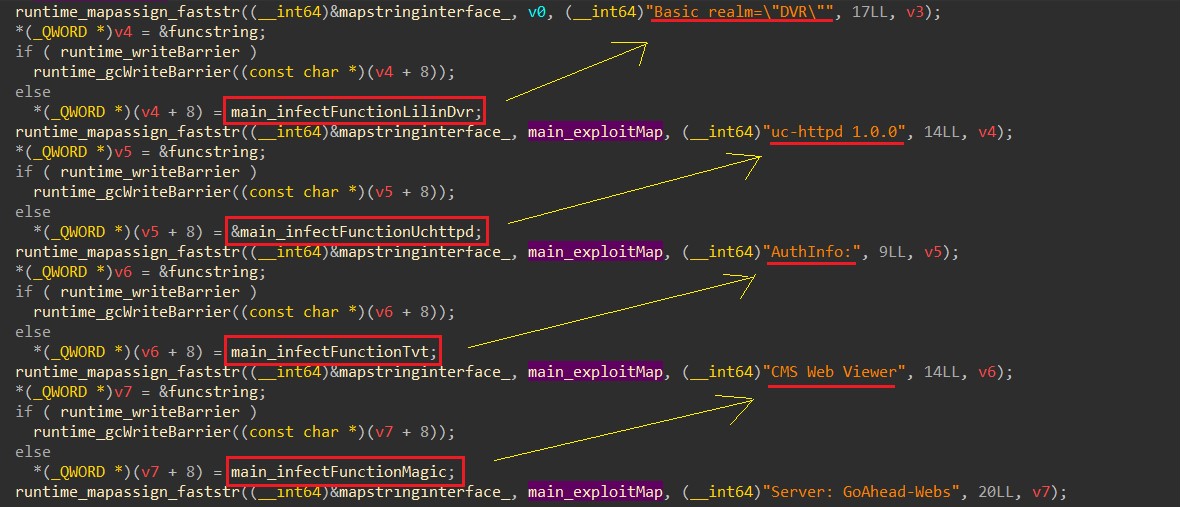 runtime_mapassign_faststr((__int64)&mapstringinterface_, v0, (__int64)"Basic realm=\"DVR\"", 17LL, v3);
*(_QWORD *)v4 = &funcstring;
if ( runtime_writeBarrier )
runtime_gcWriteBarrier((const char *)(v4 + 8));
else
*(_QWORD *)(v4 + 8) = main_infectFunctionLilinDvr;
runtime_mapassign_faststr((__int64)&mapstringinterface_, main_exploitMap, (__int64)"uc-httpd 1.0.0", 14LL, v4);
*(_QWORD *)v5 = &funcstring;
if ( runtime_writeBarrier )
runtime_gcWriteBarrier((const char *)(v5 + 8));
else
*(_QWORD *)(v5 + 8) = &main_infectFunctionUchttpd;
runtime_mapassign_faststr((__int64)&mapstringinterface_, main_exploitMap, (__int64)"AuthInfo:", 9LL, v5);
*(_QWORD *)v6 = &funcstring;
if ( runtime_writeBarrier )
runtime_gcWriteBarrier((const char *)(v6 + 8));
else
*(_QWORD *)(v6 + 8) = main_infectFunctionTvt;
runtime_mapassign_faststr((__int64)&mapstringinterface_, main_exploitMap, (__int64)"CMS Web Viewer", 14LL, v6);
*(_QWORD *)v7 = &funcstring;
if ( runtime_writeBarrier )
runtime_gcWriteBarrier((const char *)(v7 + 8));
else
*(_QWORD *)(v7 + 8) = main_infectFunctionMagic;
runtime_mapassign_faststr((__int64)&mapstringinterface_, main_exploitMap, (__int64)"Server: GoAhead-Webs", 20LL, v7);